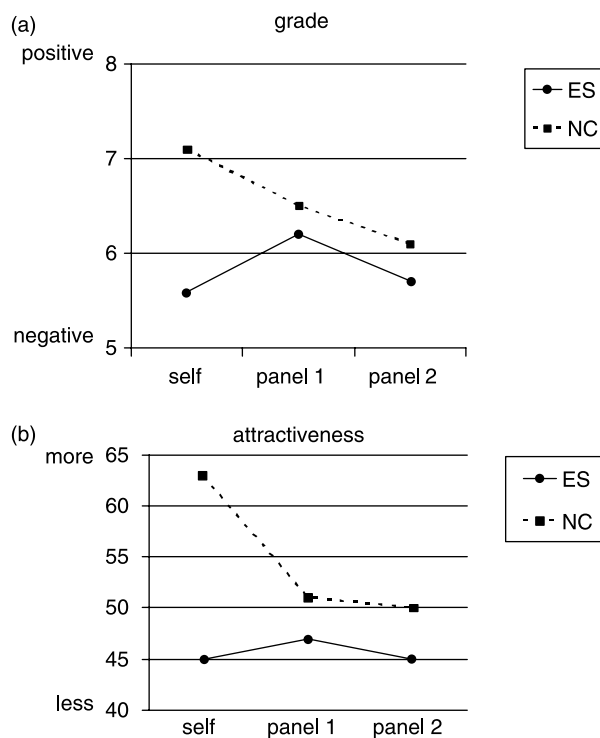 (a)
grade
positive
8
7
6
negative
5
self panel 1 panel 2
ES
NC
(b)
attractiveness
more
65
60
55
50
45
less
40
self panel 1 panel 2
ES
NC